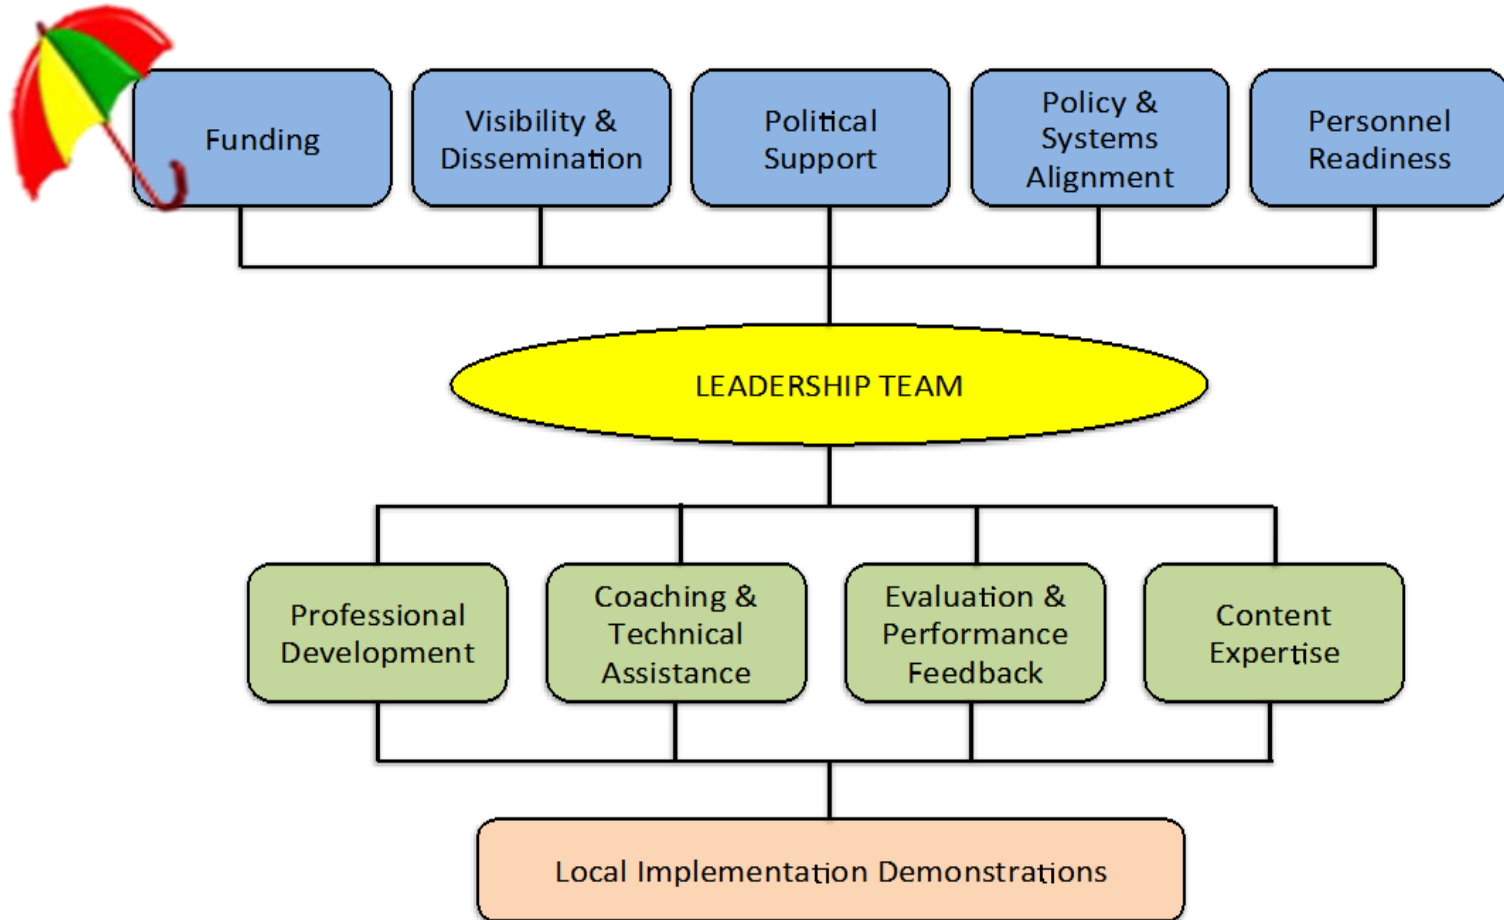 Funding
Visibility &
Dissemination
Political
Support
Policy &
Systems
Alignment
Personnel
Readiness
LEADERSHIP TEAM
Professional
Development
Coaching &
Technical
Assistance
Evaluation &
Performance
Feedback
Content
Expertise
Local Implementation Demonstrations